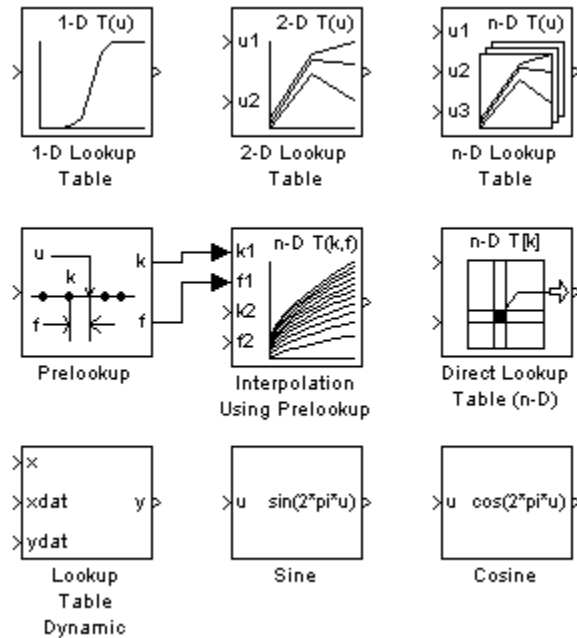 1-D T(u)
2-D T(u)
n-D T(u)
u1
u2
u1
u2
u3
1-D Lookup
Table
2-D Lookup
Table
n-D Lookup
Table
u
k
f
k
f
n-D T(k,f)
k1
f1
k2
f2
n-D T[k]
Prelookup
Interpolation
Using Prelookup
Direct Lookup
Table (n-D)
x
xdat
ydat
y
u
sin(2*pi*u)
u
cos(2*pi*u)
Lookup
Table
Dynamic
Sine
Cosine